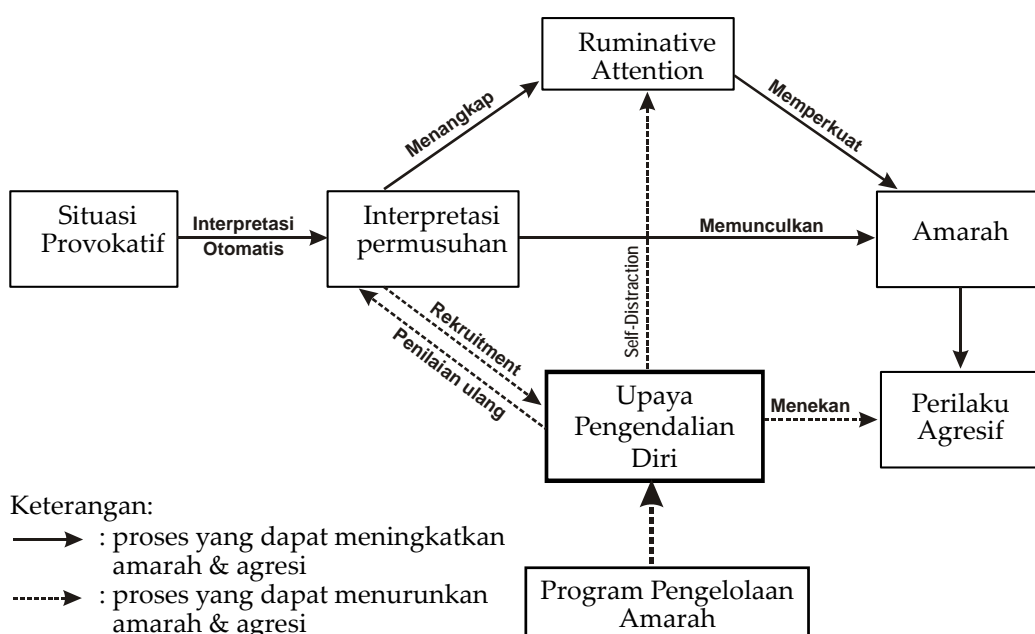 Ruminative
Attention
Menangkap
Memperkuat
Situasi
Provokatif
Interpretasi
Otomatis
Interpretasi
permusuhan
Memunculkan
Amarah
Rekruitment
Penilaian ulang
Self-Distraction
Upaya
Pengendalian
Diri
Menekan
Perilaku
Agresif
Keterangan:
: proses yang dapat meningkatkan
amarah & agresi
: proses yang dapat menurunkan
amarah & agresi
Program Pengelolaan
Amarah